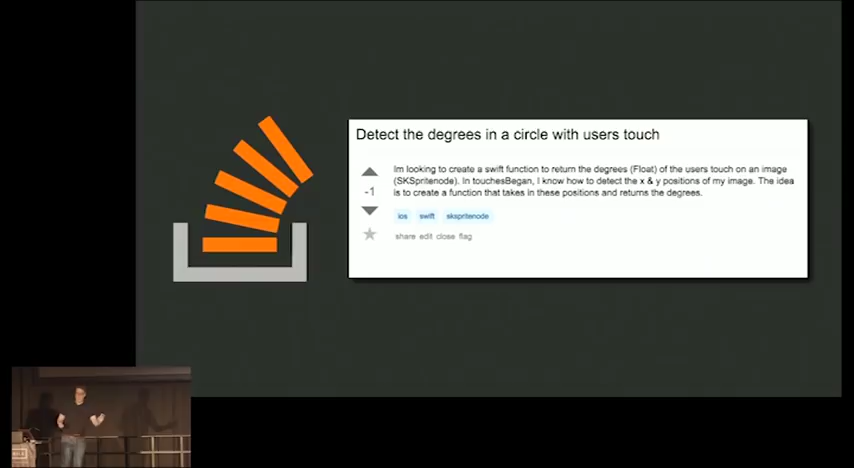 Detect the degrees in a circle with users touch
Im looking to create a swift function to return the degrees (Float) of the users touch on an image
(SKSpritenode). In touchesBegan, I know how to detect the x & y positions of my image. The idea
is to create a function that takes in these positions and returns the degrees.
-1
ios swift skspritenode
share edit close flag